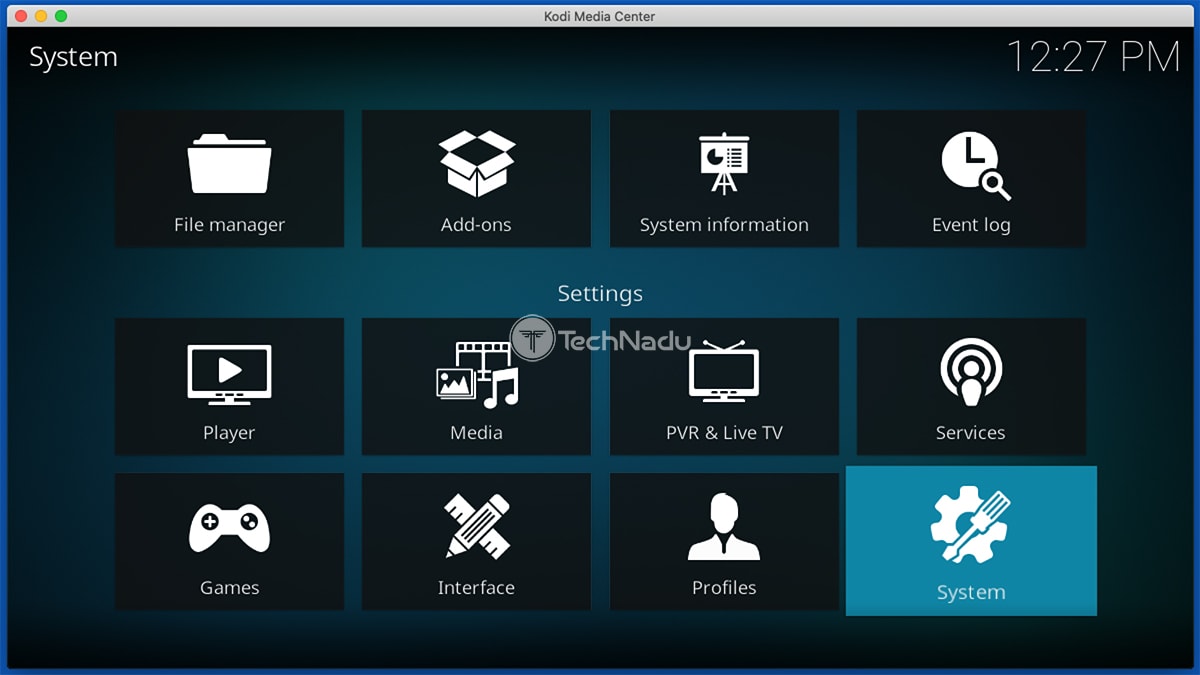 Kodi Media Center
System
12:27 PM
File manager
Add-ons
System information
Event log
Settings
TechNadu
Player
Media
PVR & Live TV
Services
Games
Interface
Profiles
System